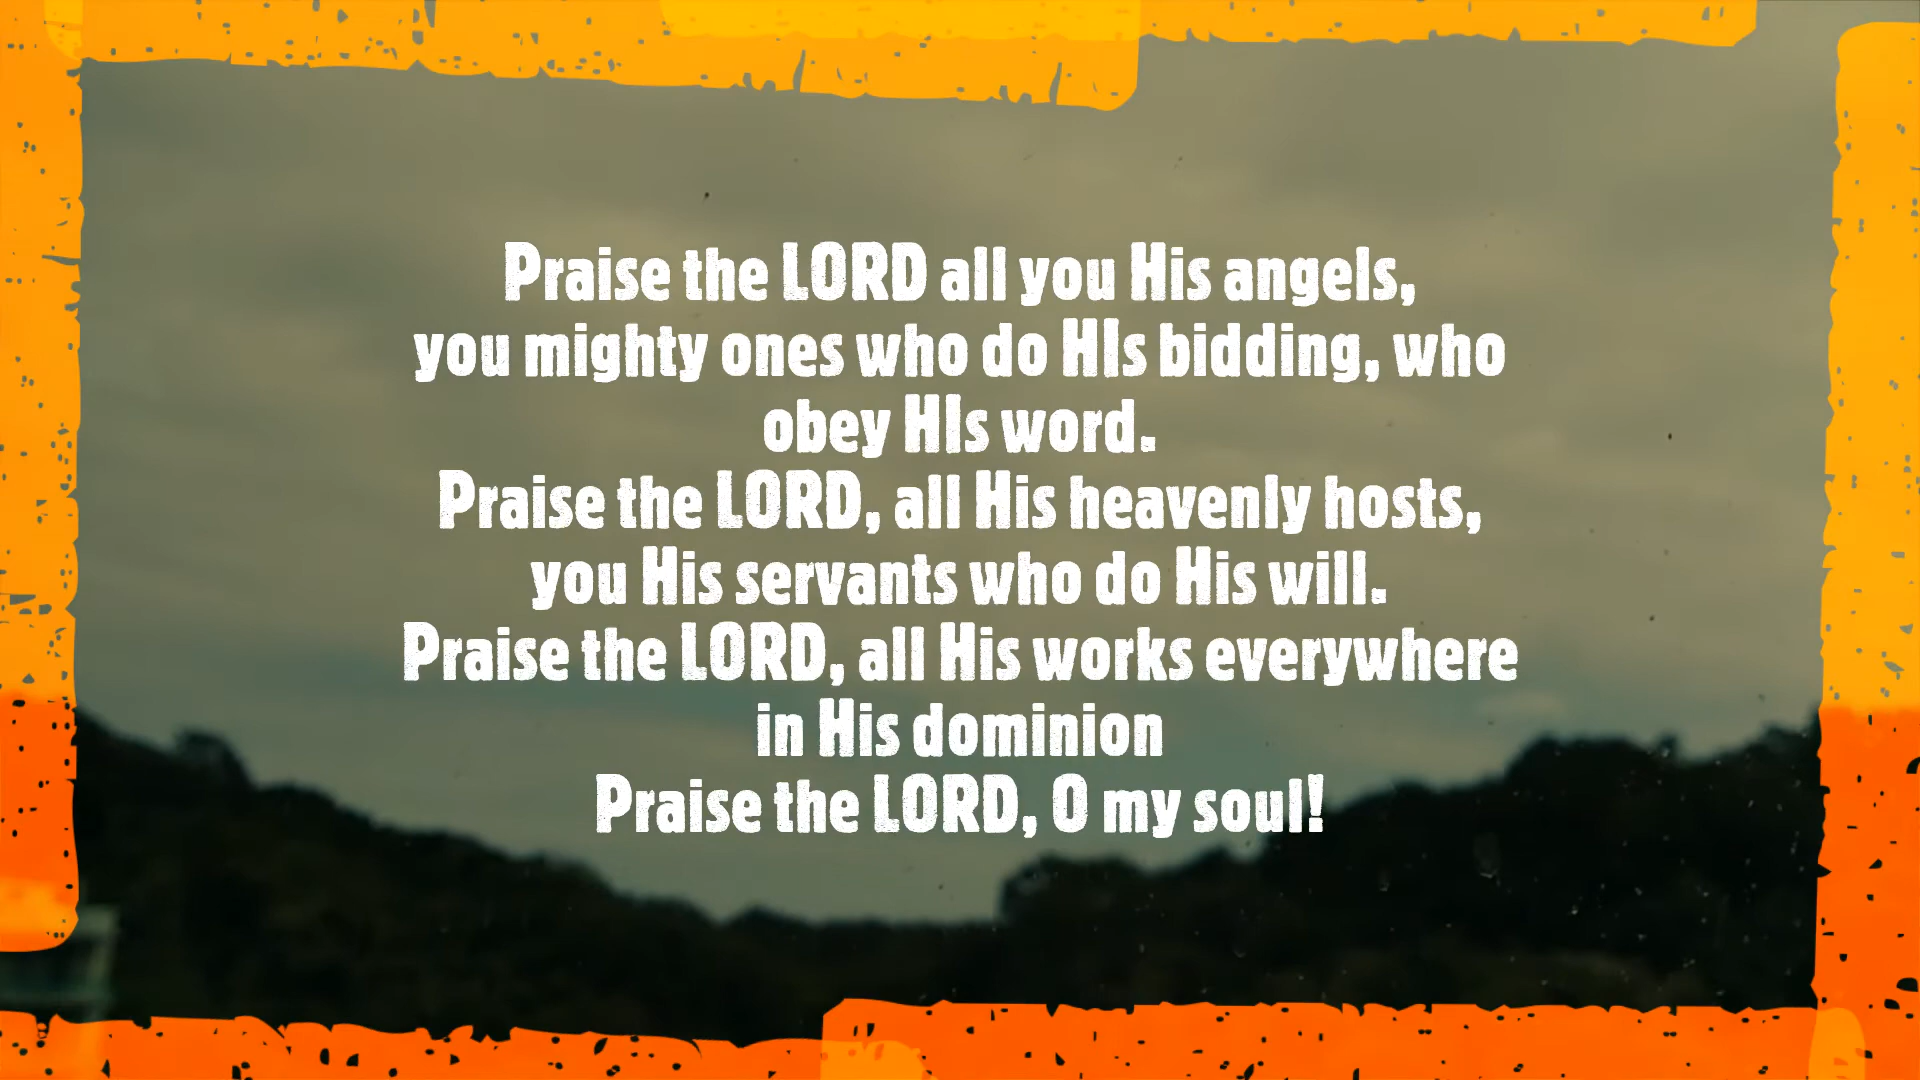 Praise the LORD all you His angels,
you mighty ones who do HIs bidding, who
obey HIs word.
Praise the LORD, all His heavenly hosts,
you His servants who do His will.
Praise the LORD, all His works everywhere
in His dominion
Praise the LORD, O my soul!